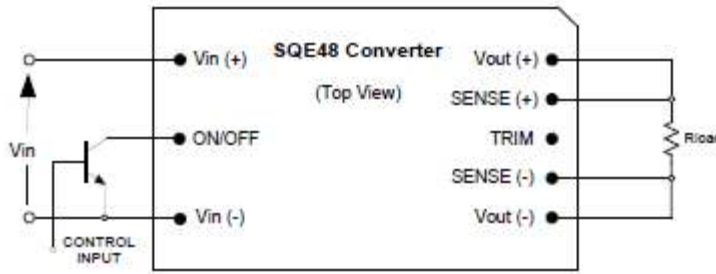 SQE48 Converter
(Top View)
Vin (+)
Vout (+)
SENSE (+)
ON/OFF
TRIM
Vin
SENSE (-)
Vin (-)
Vout (-)
CONTROL
INPUT